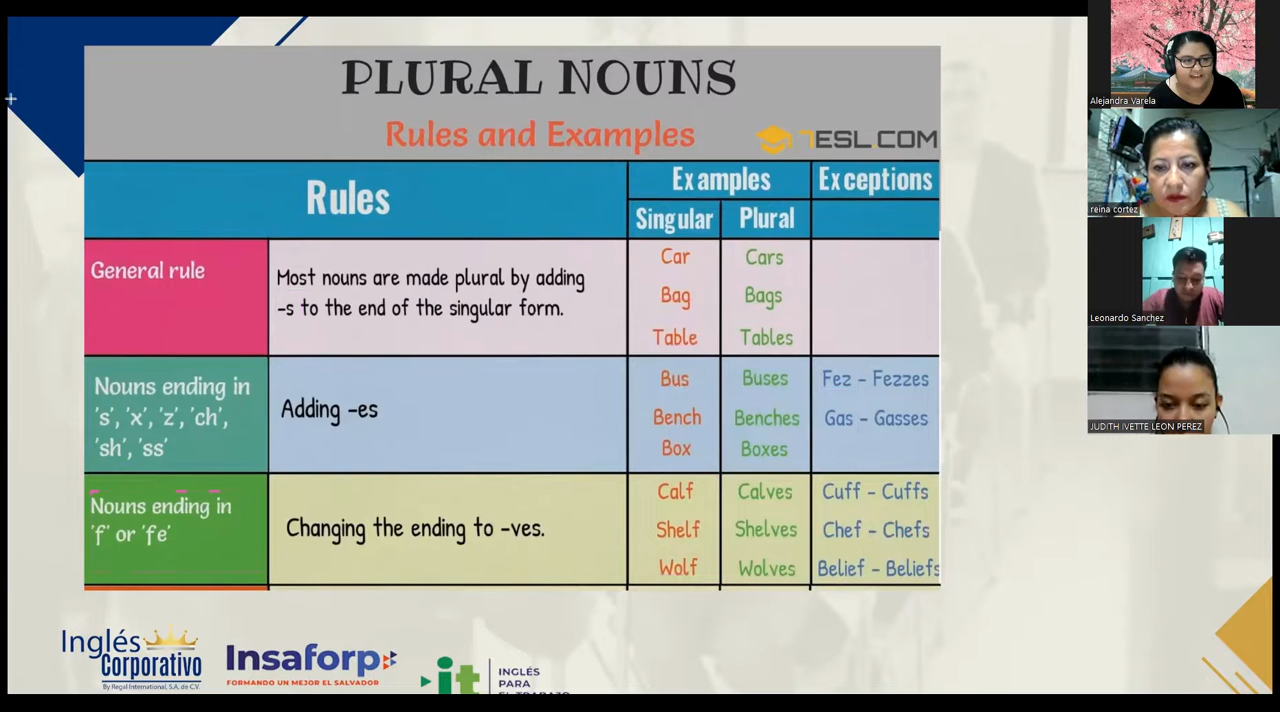 PLURAL NOUNS
Rules and Examples
7ESL.COM
Rules
Examples
Exceptions
Singular
Plural
General rule
Most nouns are made plural by adding
-s to the end of the singular form.
Car
Cars
Bag
Bags
Table
Tables
Nouns ending in
's', 'x', 'z', 'ch',
'sh', 'ss'
Adding -es
Bus
Buses
Fez - Fezzes
Bench
Benches
Gas - Gasses
Box
Boxes
Nouns ending in
'f' or 'fe'
Changing the ending to -ves.
Calf
Calves
Cuff - Cuffs
Shelf
Shelves
Chef - Chefs
Wolf
Wolves
Belief - Beliefs
Inglés
Corporativo
By Regal International, S.A. de C.V.
Insaforp
FORMANDO UN MEJOR EL SALVADOR
it
INGLÉS
PARA
EL TRABAJO
Alejandra Varela
reina cortez
Leonardo Sanchez
JUDITH IVETTE LEON PEREZ